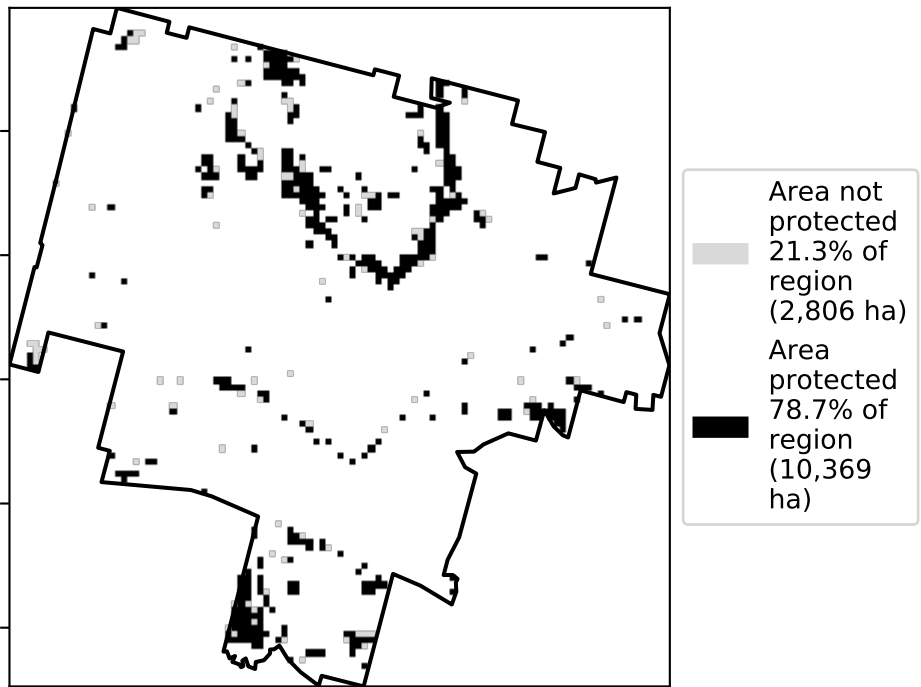 Area not
protected
21.3% of
region
(2,806 ha)
Area
protected
78.7% of
region
(10,369
ha)